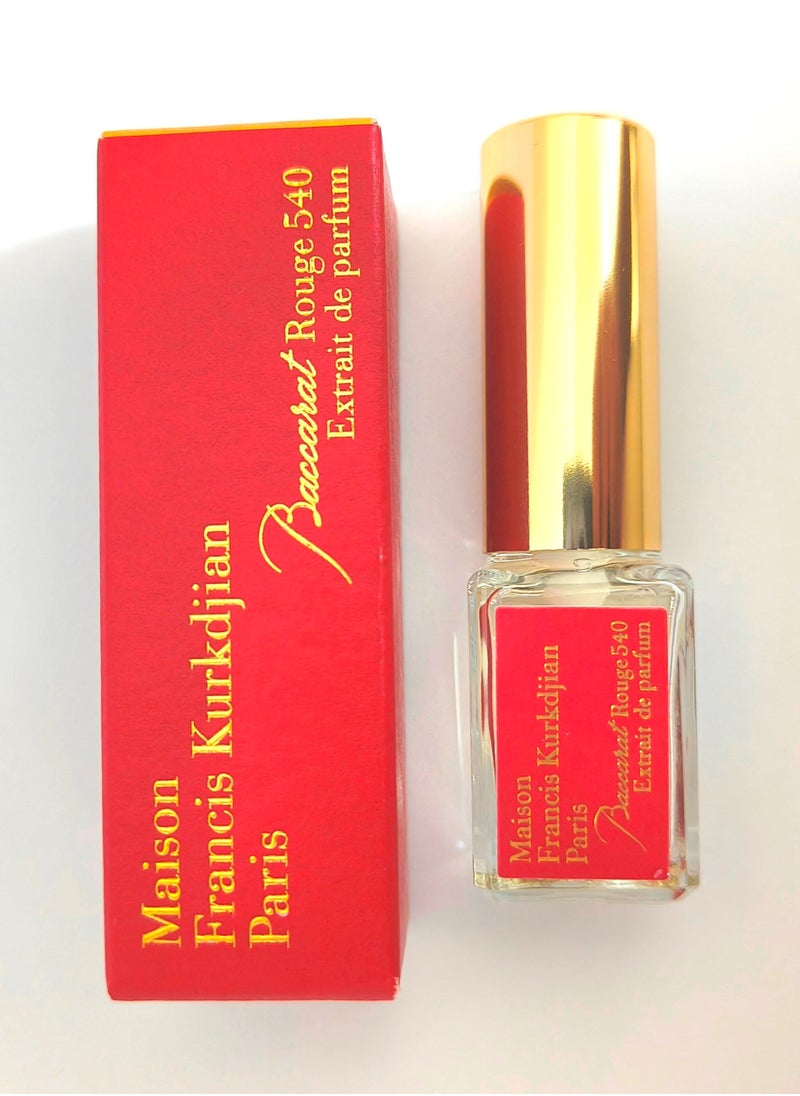 Maison
Francis Kurkdjian
Paris
Baccarat Rouge 540
Extrait de parfum
Maison
Francis Kurkdjian
Paris
Baccarat Rouge 540
Extrait de parfum